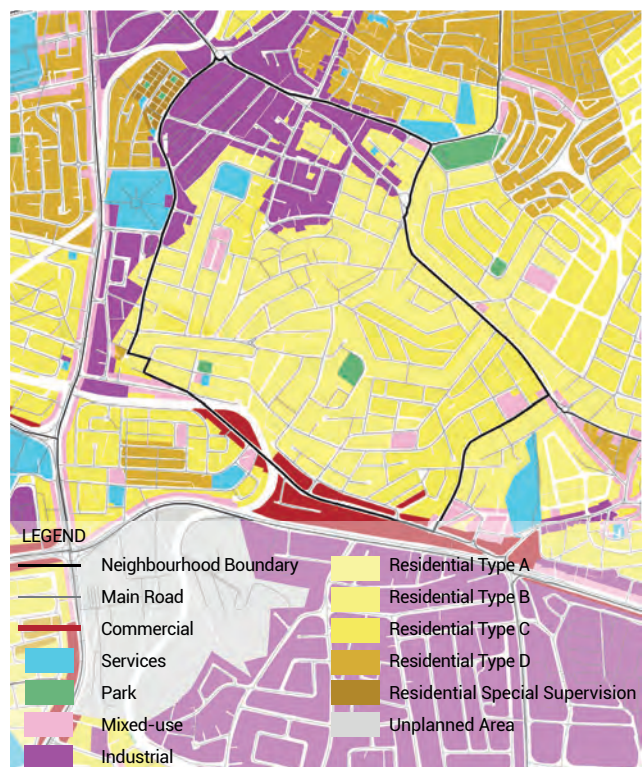 LEGEND
Neighbourhood Boundary
Main Road
Commercial
Services
Park
Mixed-use
Industrial
Residential Type A
Residential Type B
Residential Type C
Residential Type D
Residential Special Supervision
Unplanned Area